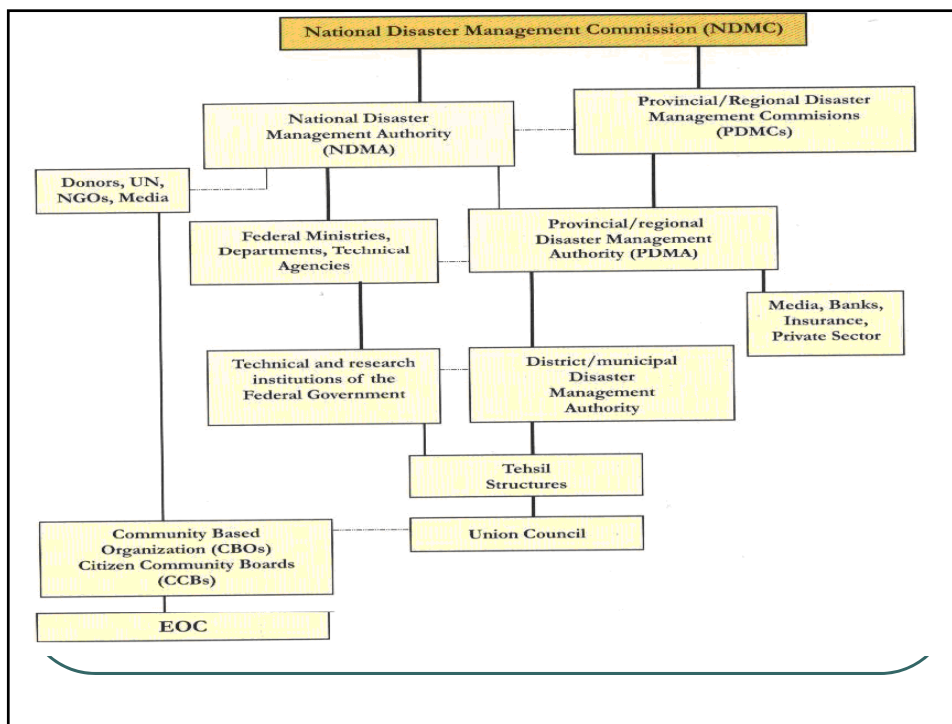 National Disaster Management Commission (NDMC)
National Disaster
Management Authority
(NDMA)
Provincial/Regional Disaster
Management Commisions
(PDMCs)
Donors, UN,
NGOs, Media
Federal Ministries,
Departments, Technical
Agencies
Provincial/regional
Disaster Management
Authority (PDMA)
Media, Banks,
Insurance,
Private Sector
Technical and research
institutions of the
Federal Government
District/municipal
Disaster
Management
Authority
Tehsil
Structures
Community Based
Organization (CBOs)
Citizen Community Boards
(CCBs)
Union Council
EOC